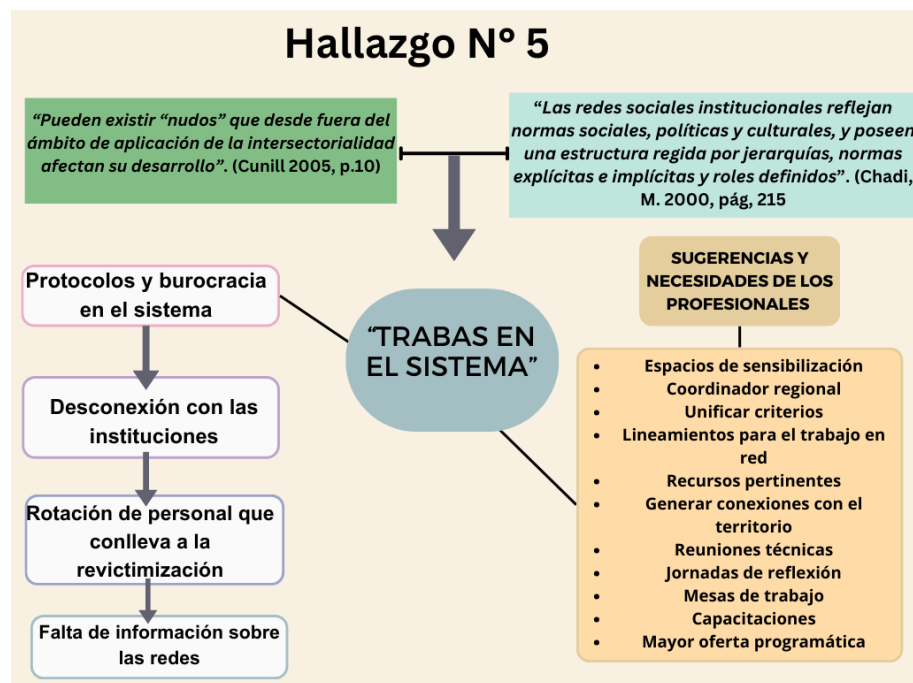 Hallazgo N° 5
“Pueden existir “nudos” que desde fuera del
ámbito de aplicación de la intersectorialidad
afectan su desarrollo”. (Cunill 2005, p.10)
“Las redes sociales institucionales reflejan
normas sociales, políticas y culturales, y poseen
una estructura regida por jerarquías, normas
explícitas e implícitas y roles definidos”. (Chadi,
M. 2000, pág, 215
Protocolos y burocracia
en el sistema
Desconexión con las
instituciones
Rotación de personal que
conlleva a la
revictimización
Falta de información sobre
las redes
“TRABAS EN
EL SISTEMA”
SUGERENCIAS Y
NECESIDADES DE LOS
PROFESIONALES
• Espacios de sensibilización
• Coordinador regional
• Unificar criterios
• Lineamientos para el trabajo en
red
• Recursos pertinentes
• Generar conexiones con el
territorio
• Reuniones técnicas
• Jornadas de reflexión
• Mesas de trabajo
• Capacitaciones
• Mayor oferta programática